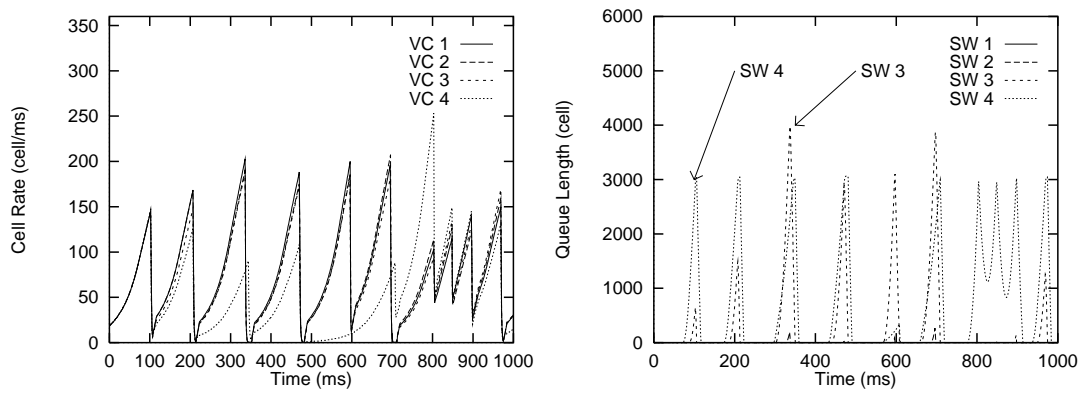 350
300
250
200
150
100
50
0
Cell Rate (cell/ms)
VC 1
VC 2
VC 3
VC 4
0 100 200 300 400 500 600 700 800 900 1000
Time (ms)
6000
5000
4000
3000
2000
1000
0
Queue Length (cell)
SW 4
SW 3
SW 1
SW 2
SW 3
SW 4
0 200 400 600 800 1000
Time (ms)